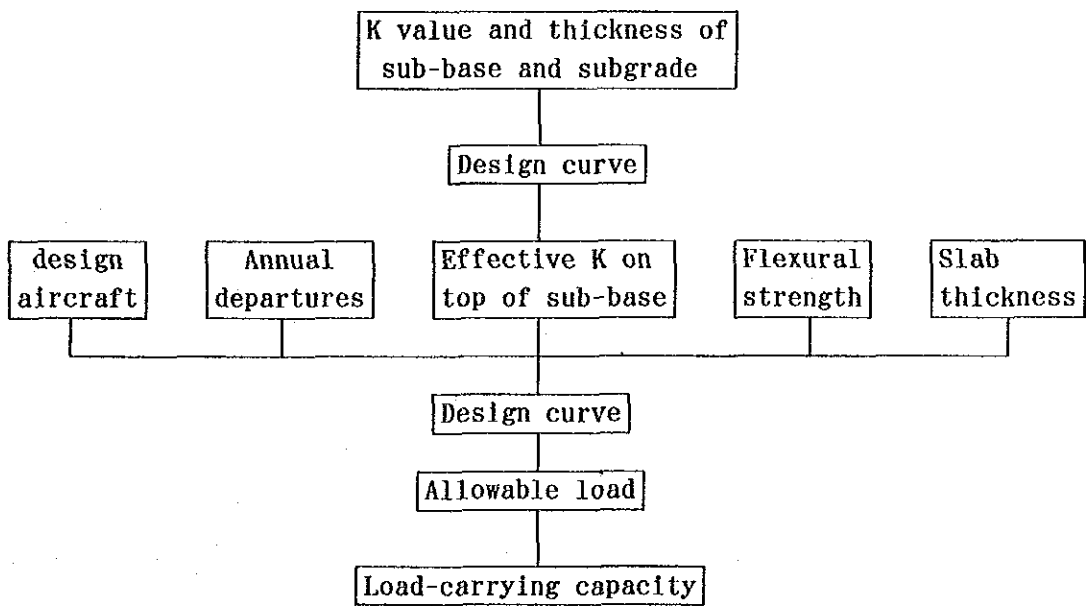 K value and thickness of
sub-base and subgrade
Design curve
design
aircraft
Annual
departures
Effective K on
top of sub-base
Flexural
strength
Slab
thickness
Design curve
Allowable load
Load-carrying capacity